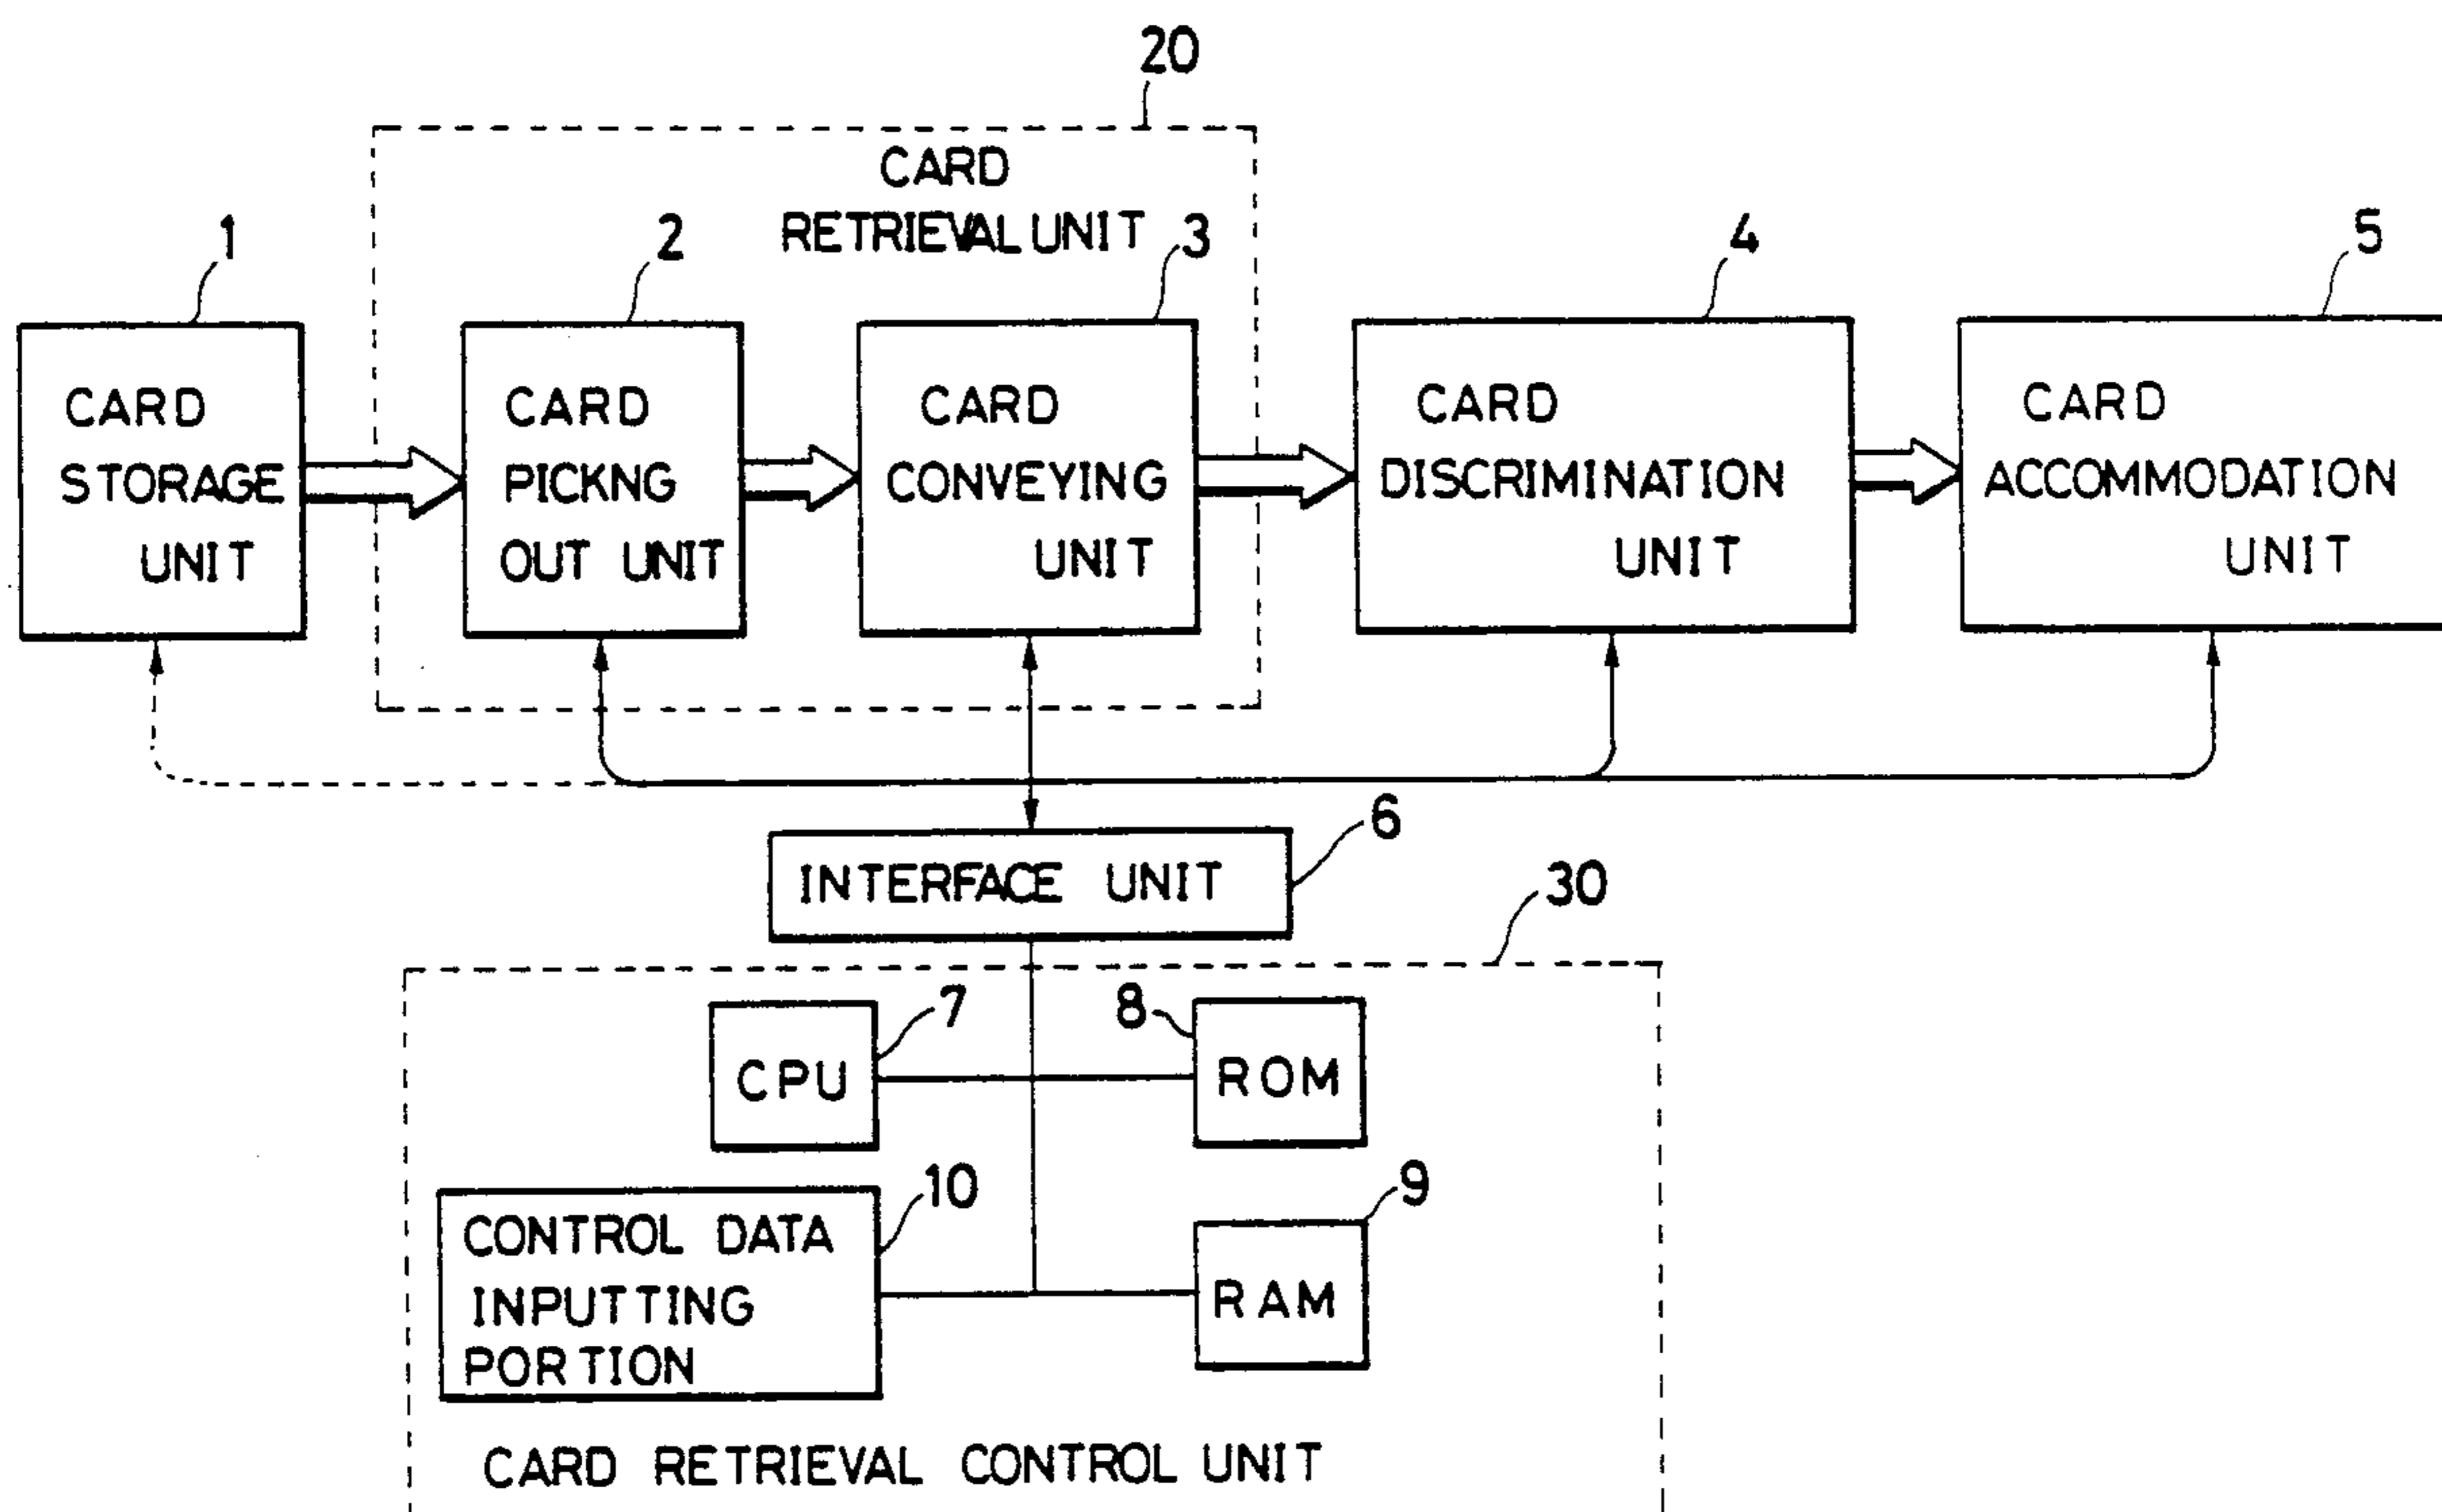 20
CARD
RETRIEVAL UNIT
1
2
3
4
5
CARD
STORAGE
UNIT
CARD
PICKNG
OUT UNIT
CARD
CONVEYING
UNIT
CARD
DISCRIMINATION
UNIT
CARD
ACCOMMODATION
UNIT
6
INTERFACE UNIT
30
7
CPU
8
ROM
10
CONTROL DATA
INPUTTING
PORTION
9
RAM
CARD RETRIEVAL CONTROL UNIT